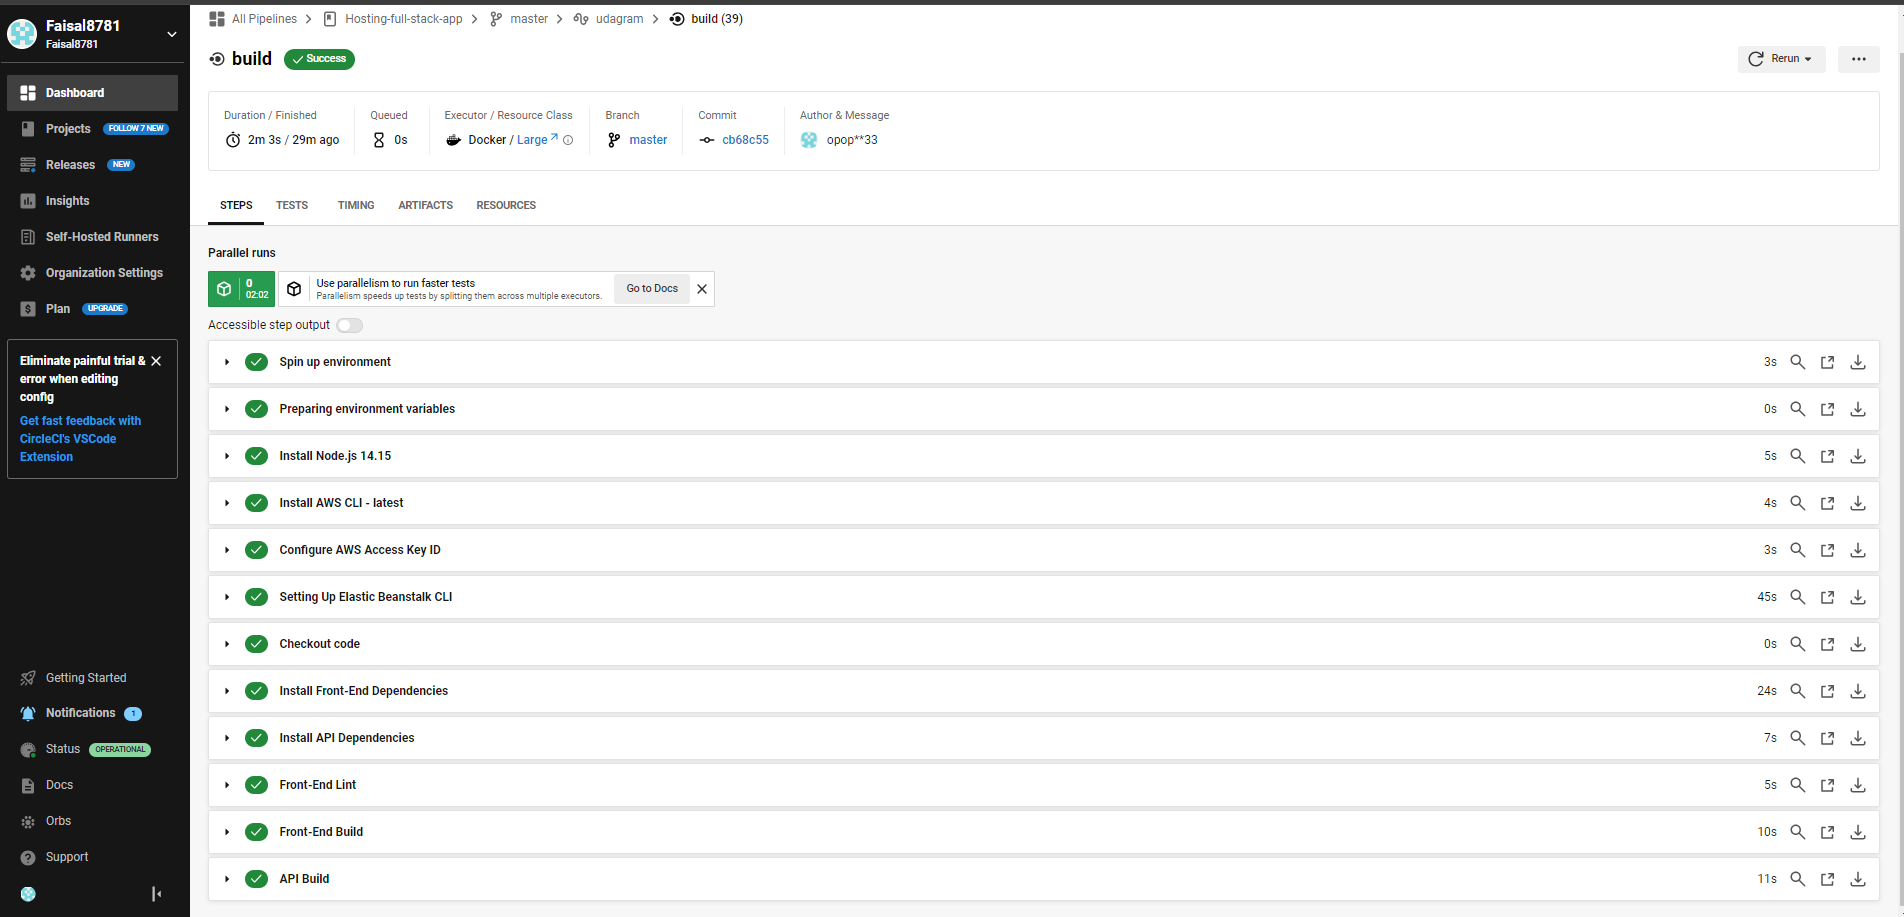 Faisal8781
Faisal8781
Dashboard
Projects FOLLOW 7 NEW
Releases NEW
Insights
Self-Hosted Runners
Organization Settings
Plan UPGRADE
Eliminate painful trial &
error when editing
config
Get fast feedback with
CircleCI's VSCode
Extension
Getting Started
Notifications 1
Status OPERATIONAL
Docs
Orbs
Support
All Pipelines Hosting-full-stack-app master udagram build (39)
build Success
Rerun
Duration / Finished
2m 3s / 29m ago
Queued
0s
Executor / Resource Class
Docker / Large
Branch
master
Commit
cb68c55
Author & Message
opop**33
STEPS TESTS TIMING ARTIFACTS RESOURCES
Parallel runs
0
02:02
Use parallelism to run faster tests
Parallelism speeds up tests by splitting them across multiple executors.
Go to Docs
Accessible step output
Spin up environment 3s
Preparing environment variables 0s
Install Node.js 14.15 5s
Install AWS CLI - latest 4s
Configure AWS Access Key ID 3s
Setting Up Elastic Beanstalk CLI 45s
Checkout code 0s
Install Front-End Dependencies 24s
Install API Dependencies 7s
Front-End Lint 5s
Front-End Build 10s
API Build 11s